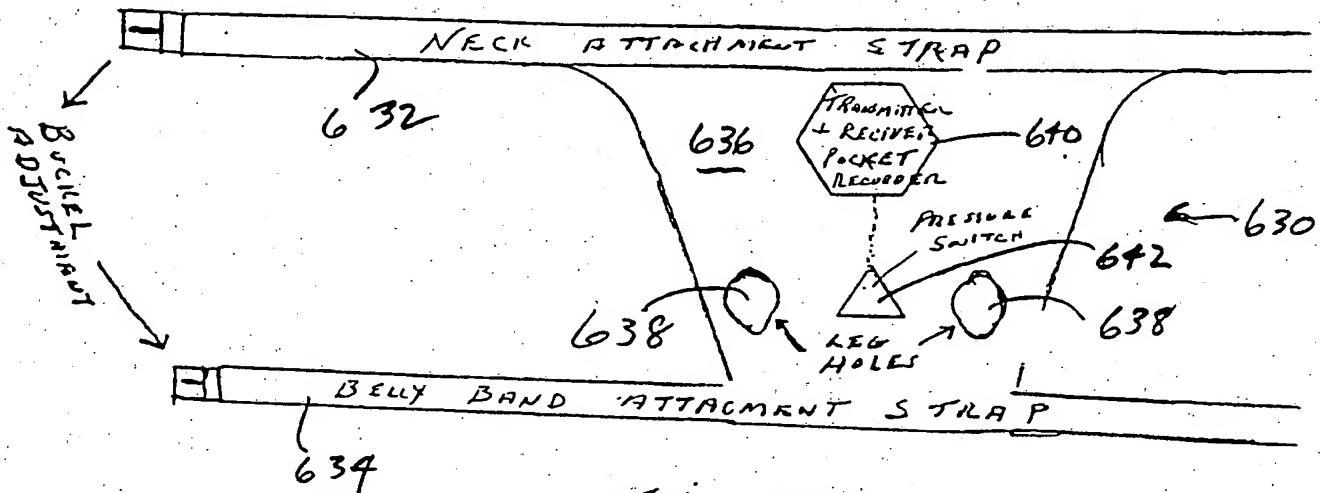 NECK ATTACHMENT STRAP
632
636
TRANSMITTER
+ RECIVER
POCKET
RECORDER
640
BUCKEL
ADJUSTMANT
PRESSURE
SWITCH
630
642
638
LEG
HOLES
638
BELLY BAND ATTACMENT STRAP
634